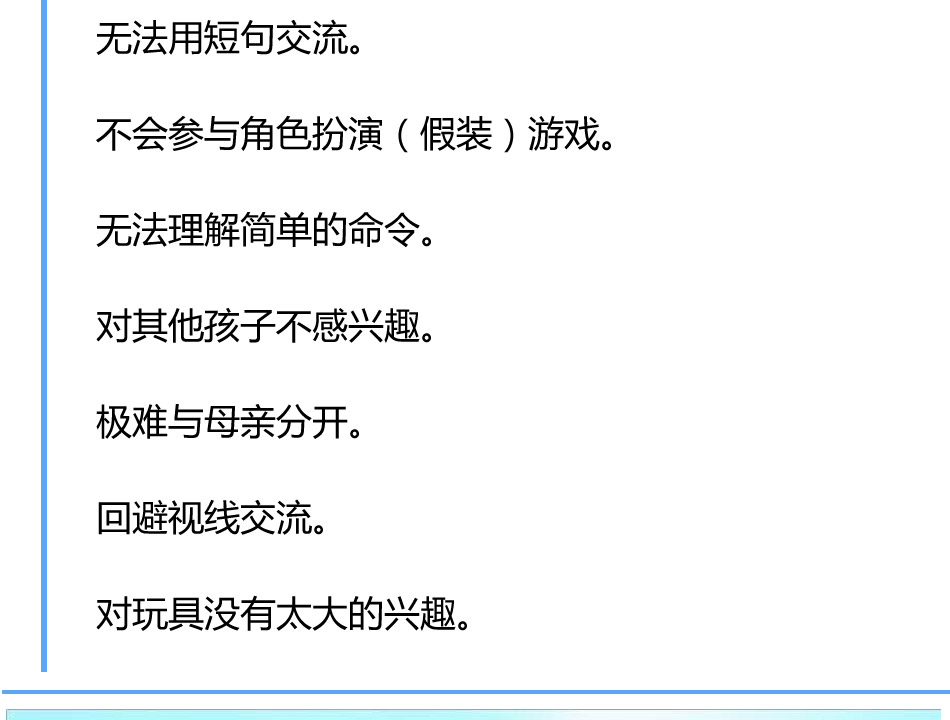 无法用短句交流。
不会参与角色扮演（假装）游戏。
无法理解简单的命令。
对其他孩子不感兴趣。
极难与母亲分开。
回避视线交流。
对玩具没有太大的兴趣。